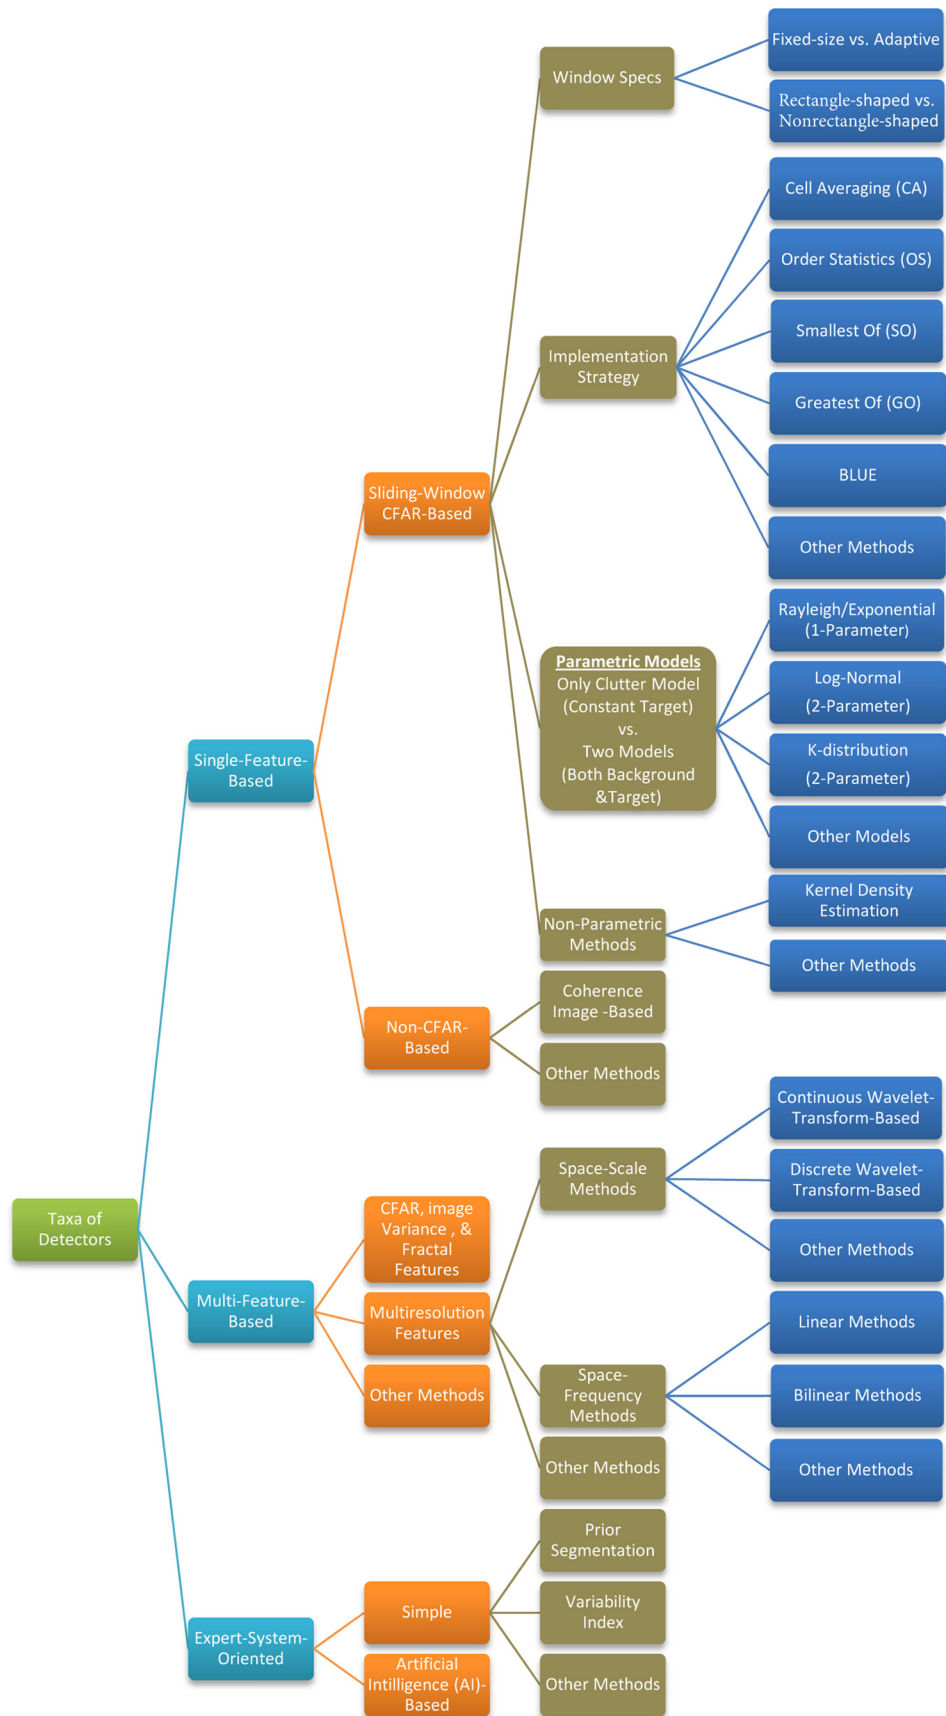 Fixed-size vs. Adaptive
Window Specs
Rectangle-shaped vs.
Nonrectangle-shaped
Cell Averaging (CA)
Order Statistics (OS)
Smallest Of (SO)
Implementation
Strategy
Greatest Of (GO)
BLUE
Sliding-Window
CFAR-Based
Other Methods
Rayleigh/Exponential
(1-Parameter)
Parametric Models
Only Clutter Model
(Constant Target)
vs.
Two Models
(Both Background
&Target)
Log-Normal
(2-Parameter)
K-distribution
(2-Parameter)
Other Models
Single-Feature-
Based
Kernel Density
Estimation
Non-Parametric
Methods
Other Methods
Non-CFAR-
Based
Coherence
Image -Based
Other Methods
Continuous Wavelet-
Transform-Based
Space-Scale
Methods
Discrete Wavelet-
Transform-Based
Other Methods
Taxa of
Detectors
CFAR, image
Variance , &
Fractal
Features
Multi-Feature-
Based
Multiresolution
Features
Other Methods
Linear Methods
Space-
Frequency
Methods
Bilinear Methods
Other Methods
Other Methods
Prior
Segmentation
Simple
Variability
Index
Other Methods
Expert-System-
Oriented
Artificial
Intilligence (AI)-
Based